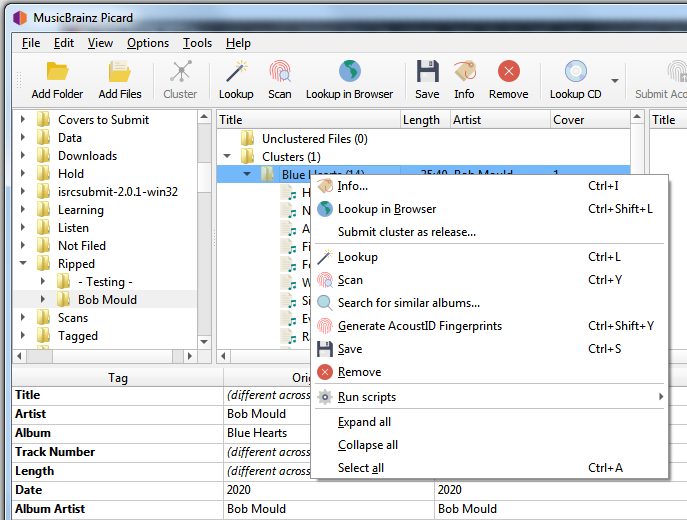 MusicBrainz Picard
File Edit View Options Tools Help
Add Folder Add Files Cluster Lookup Scan Lookup in Browser Save Info Remove Lookup CD Submit Aco
Title Length Artist Cover Title
Covers to Submit
Data
Downloads
Hold
isrcsubmit-2.0.1-win32
Learning
Listen
Not Filed
Ripped
- Testing -
Bob Mould
Scans
Tagged
Unclustered Files (0)
Clusters (1)
Blue Hearts (14) 35:40 Bob Mould 1
H
N
A
Fi
Fo
W
Si
Ev
R
Info... Ctrl+I
Lookup in Browser Ctrl+Shift+L
Submit cluster as release...
Lookup Ctrl+L
Scan Ctrl+Y
Search for similar albums...
Generate AcoustID Fingerprints Ctrl+Shift+Y
Save Ctrl+S
Remove
Run scripts
Expand all
Collapse all
Select all Ctrl+A
Tag Orig
Title (different across
Artist Bob Mould
Album Blue Hearts
Track Number (different across
Length (different across
Date 2020 2020
Album Artist Bob Mould Bob Mould